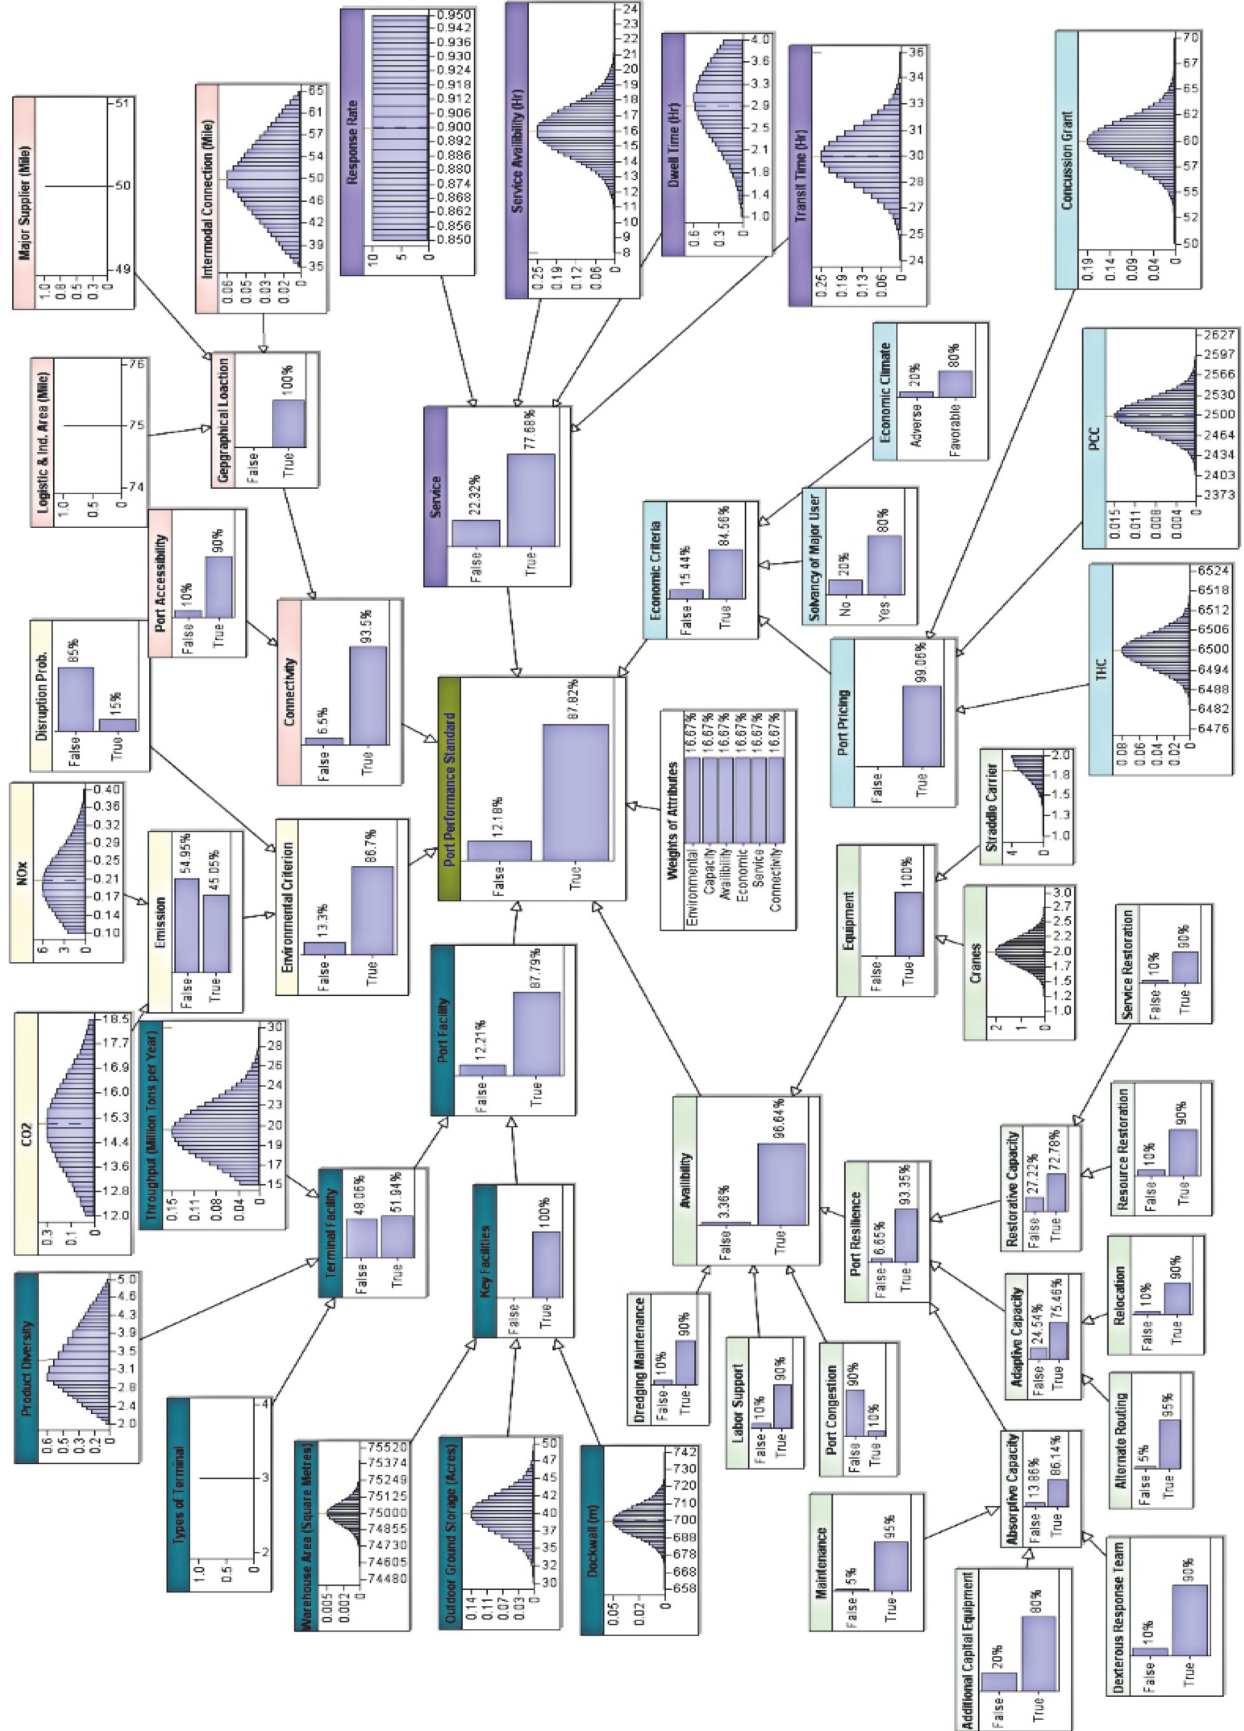 Types of Terminal
1.0
0.5
0
2 3 4
Product Diversity
0.6
0.5
0.3
0.2
0
2.0 2.4 2.8 3.1 3.5 3.9 4.3 4.6 5.0
CO2
0.3
0.1
0
12.0 12.8 13.6 14.4 15.3 16.0 16.9 17.7 18.5
NOx
6
3
0
0.10 0.14 0.17 0.21 0.25 0.29 0.32 0.36 0.40
Disruption Prob.
False 85%
True 15%
Logistic & Ind. Area (Mile)
1.0
0.5
0
74 75 76
Major Supplier (Mile)
1.0
0.8
0.5
0.3
0
49 50 51
Throughput (Million Tons per Year)
0.15
0.11
0.08
0.04
0
15 17 19 20 23 24 26 28 30
Emission
False 54.95%
True 45.05%
Port Accessibility
False 10%
True 90%
Gepgraphical Loaction
False
True 100%
Intermodal Connection (Mile)
0.06
0.05
0.03
0.02
0
35 39 42 46 50 54 57 61 65
Warehouse Area (Square Metres)
0.005
0.002
0
74480 74605 74730 74855 75000 75125 75249 75374 75520
Terminal Facility
False 48.06%
True 51.94%
Environmental Criterion
False 13.3%
True 86.7%
Connectivity
False 6.5%
True 93.5%
Response Rate
10
5
0
0.850 0.856 0.862 0.868 0.874 0.880 0.886 0.892 0.900 0.906 0.912 0.918 0.924 0.930 0.936 0.942 0.950
Outdoor Ground Storage (Acres)
0.14
0.11
0.07
0.03
0
30 32 35 37 40 42 45 47 50
Key Facilities
False
True 100%
Port Facility
False 12.21%
True 87.79%
Port Performance Standard
False 12.18%
True 87.82%
Service
False 22.32%
True 77.68%
Service Availibility (Hr)
0.25
0.19
0.12
0.06
0
8 9 10 11 12 13 14 15 16 17 18 19 20 21 22 23 24
Dockwall (m)
0.05
0.02
0
658 668 678 688 700 710 720 730 742
Dredging Maintenance
False 10%
True 90%
Availibility
False 3.36%
True 96.64%
Weights of Attributes
Environmental 16.67%
Capacity 16.67%
Availibility 16.67%
Economic 16.67%
Service 16.67%
Connectivity 16.67%
Economic Criteria
False 15.44%
True 84.56%
Dwell Time (Hr)
0.6
0.3
0
1.0 1.4 1.8 2.1 2.5 2.9 3.3 3.6 4.0
Labor Support
False 10%
True 90%
Port Congestion
False 90%
True 10%
Solvancy of Major User
No 20%
Yes 80%
Economic Climate
Adverse 20%
Favorable 80%
Transit Time (Hr)
0.25
0.19
0.13
0.06
0
24 25 27 28 30 31 33 34 36
Maintenance
False 5%
True 95%
Port Resilience
False 6.65%
True 93.35%
Equipment
False
True 100%
Port Pricing
False
True 99.06%
Additional Capital Equipment
False 20%
True 80%
Absorptive Capacity
False 13.86%
True 86.14%
Adaptive Capacity
False 24.54%
True 75.46%
Restorative Capacity
False 27.22%
True 72.78%
Cranes
2
1
0
1.0 1.2 1.5 1.7 2.0 2.2 2.5 2.7 3.0
Straddle Carrier
4
0
1.0 1.5 1.8 2.0
Concussion Grant
0.19
0.14
0.09
0.04
0
50 52 55 57 60 62 65 67 70
Dexterous Response Team
False 10%
True 90%
Alternate Routing
False 5%
True 95%
Relocation
False 10%
True 90%
Resource Restoration
False 10%
True 90%
Service Restoration
False 10%
True 90%
THC
0.08
0.06
0.04
0.02
0
6476 6482 6488 6494 6500 6506 6512 6518 6524
PCC
0.015
0.011
0.008
0.004
0
2373 2403 2434 2464 2500 2530 2566 2597 2627